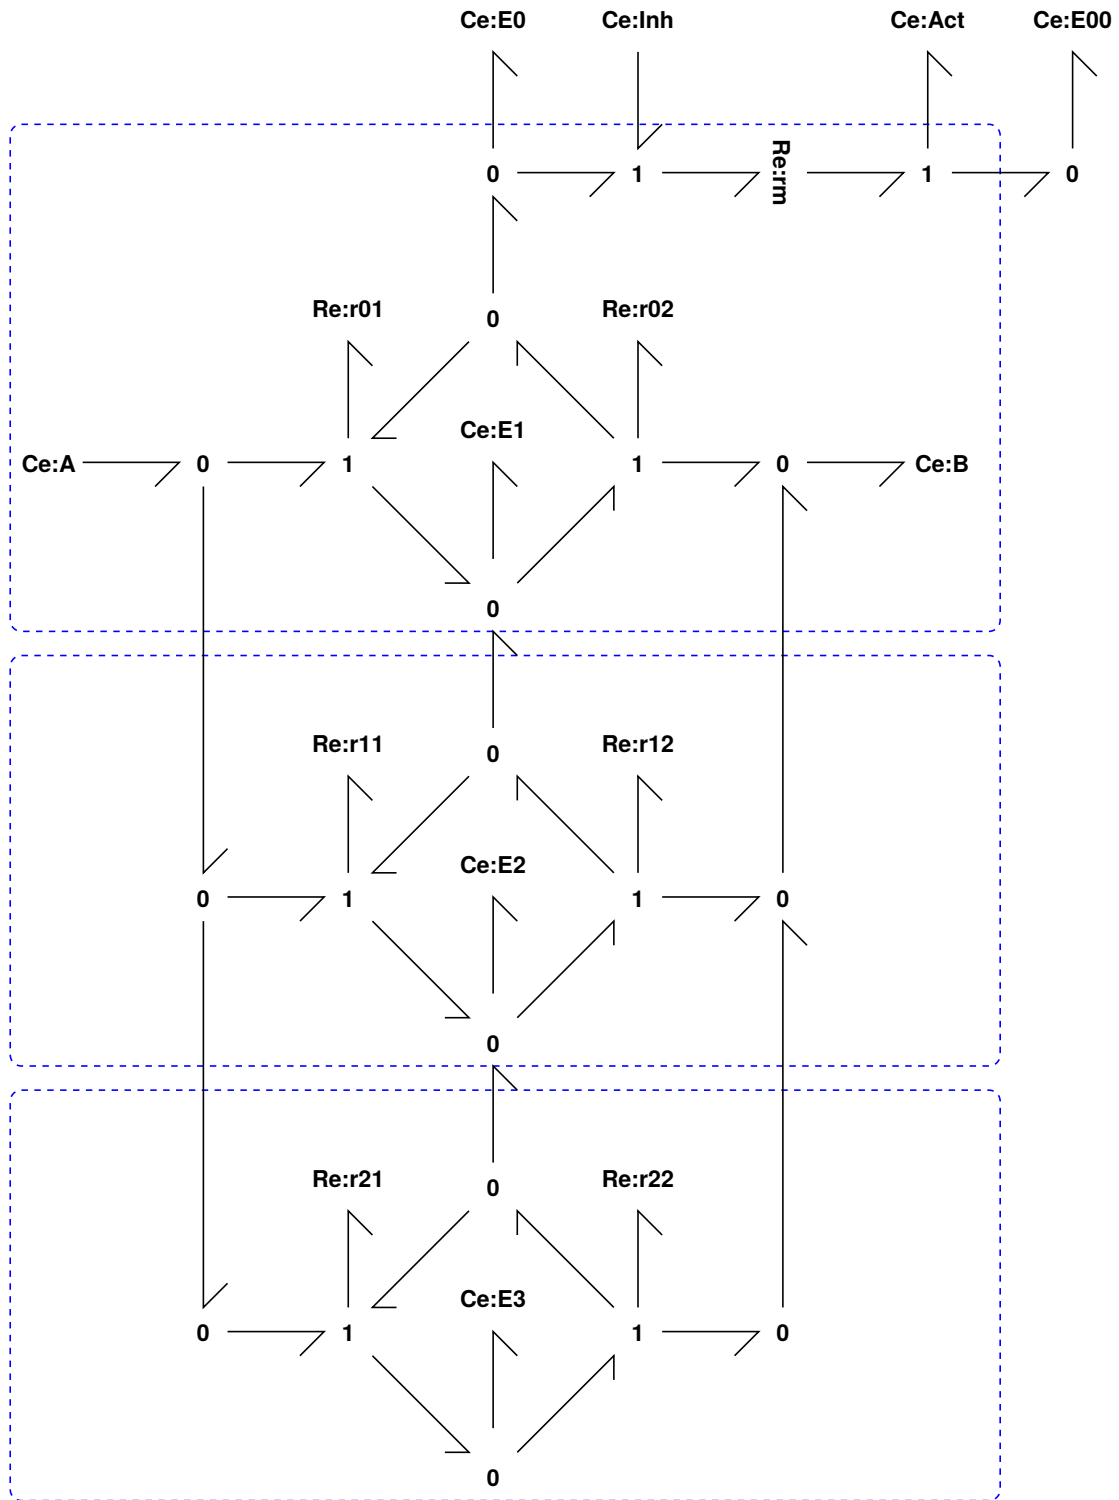 Ce:E0 Ce:Inh Ce:Act Ce:E00
0 1 Re:rm 1 0
Re:r01 0 Re:r02
Ce:E1
Ce:A 0 1 1 0 Ce:B
0
Re:r11 0 Re:r12
Ce:E2
0 1 1 0
0
Re:r21 0 Re:r22
Ce:E3
0 1 1 0
0